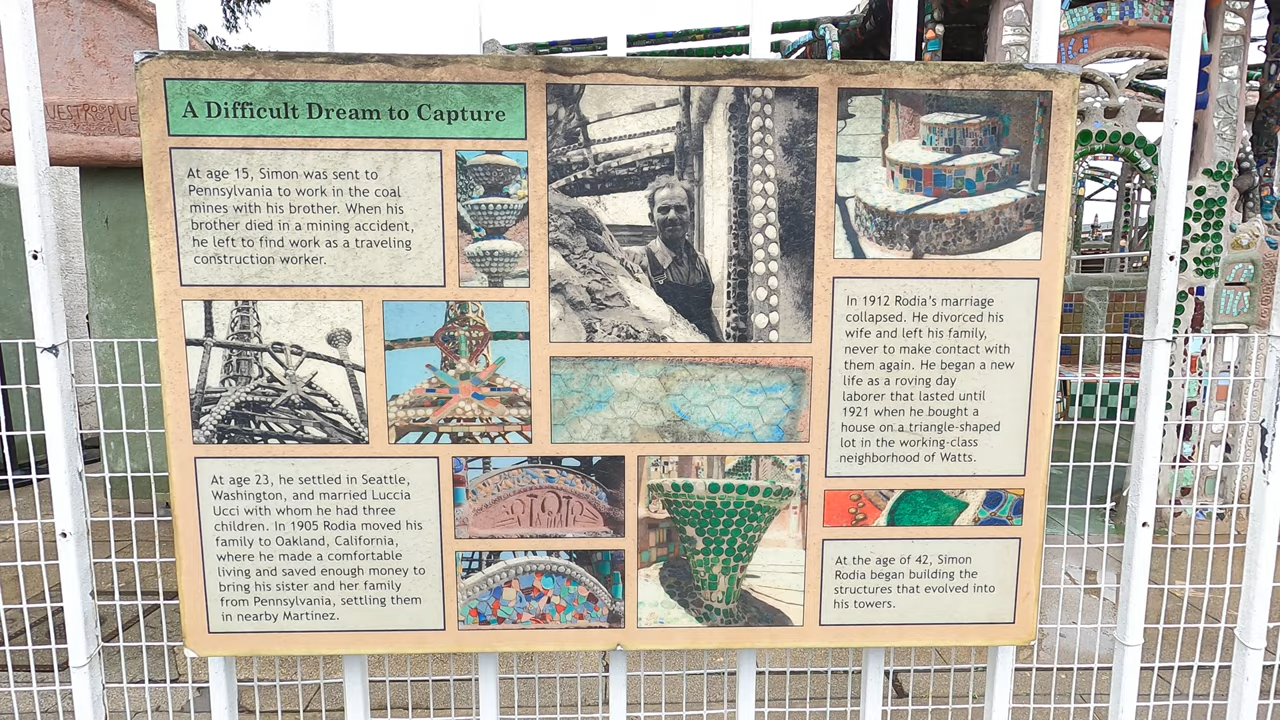 A Difficult Dream to Capture
At age 15, Simon was sent to
Pennsylvania to work in the coal
mines with his brother. When his
brother died in a mining accident,
he left to find work as a traveling
construction worker.
At age 23, he settled in Seattle,
Washington, and married Luccia
Ucci with whom he had three
children. In 1905 Rodia moved his
family to Oakland, California,
where he made a comfortable
living and saved enough money to
bring his sister and her family
from Pennsylvania, settling them
in nearby Martinez.
In 1912 Rodia's marriage
collapsed. He divorced his
wife and left his family,
never to make contact with
them again. He began a new
life as a roving day
laborer that lasted until
1921 when he bought a
house on a triangle-shaped
lot in the working-class
neighborhood of Watts.
At the age of 42, Simon
Rodia began building the
structures that evolved into
his towers.